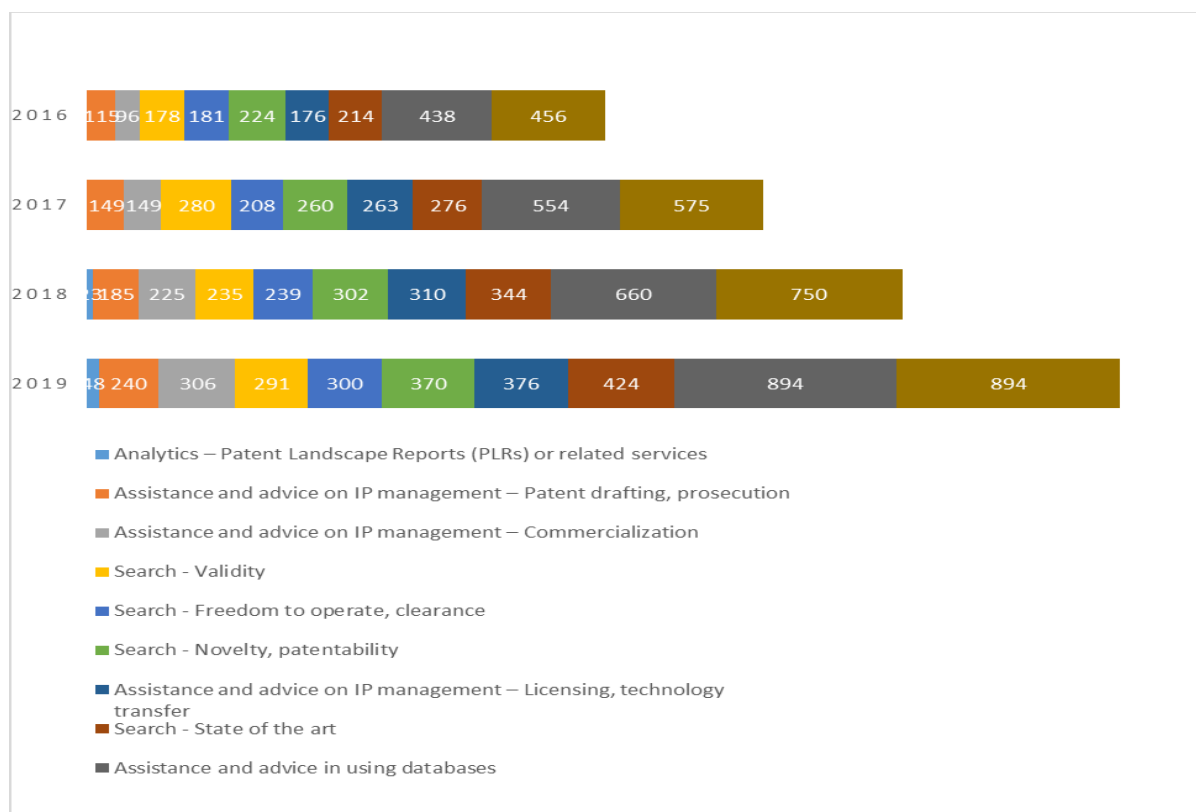 2016 115 96 178 181 224 176 214 438 456
2017 149 149 280 208 260 263 276 554 575
2018 23 185 225 235 239 302 310 344 660 750
2019 48 240 306 291 300 370 376 424 894 894
Analytics – Patent Landscape Reports (PLRs) or related services
Assistance and advice on IP management – Patent drafting, prosecution
Assistance and advice on IP management – Commercialization
Search - Validity
Search - Freedom to operate, clearance
Search - Novelty, patentability
Assistance and advice on IP management – Licensing, technology
transfer
Search - State of the art
Assistance and advice in using databases